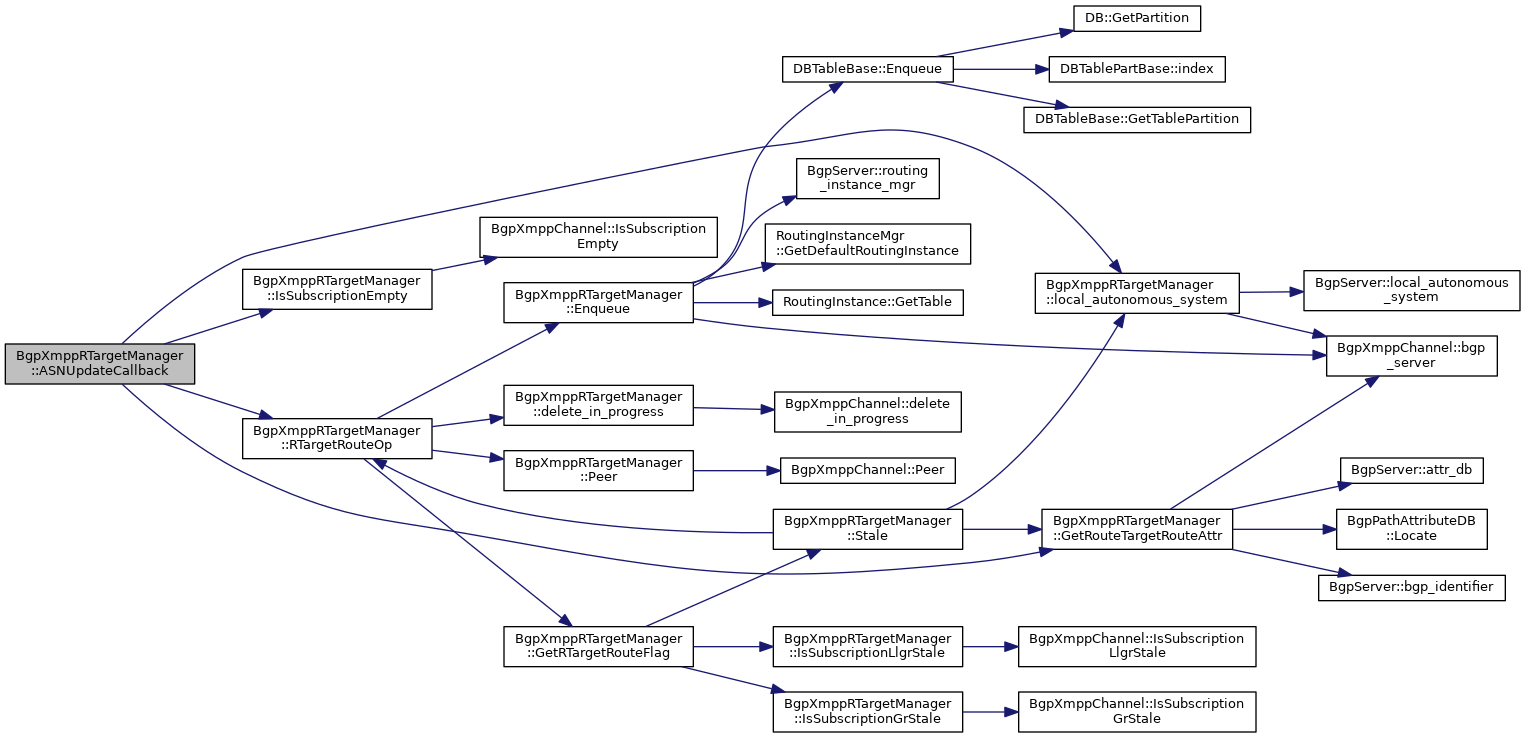 DB::GetPartition
DBTableBase::Enqueue
DBTablePartBase::index
DBTableBase::GetTablePartition
BgpServer::routing
_instance_mgr
BgpXmppChannel::IsSubscription
Empty
RoutingInstanceMgr
::GetDefaultRoutingInstance
BgpXmppRTargetManager
::IsSubscriptionEmpty
BgpXmppRTargetManager
::Enqueue
RoutingInstance::GetTable
BgpXmppRTargetManager
::local_autonomous_system
BgpServer::local_autonomous
_system
BgpXmppChannel::bgp
_server
BgpXmppRTargetManager
::ASNUpdateCallback
BgpXmppRTargetManager
::RTargetRouteOp
BgpXmppRTargetManager
::delete_in_progress
BgpXmppChannel::delete
_in_progress
BgpXmppRTargetManager
::Peer
BgpXmppChannel::Peer
BgpServer::attr_db
BgpXmppRTargetManager
::Stale
BgpXmppRTargetManager
::GetRouteTargetRouteAttr
BgpPathAttributeDB
::Locate
BgpServer::bgp_identifier
BgpXmppRTargetManager
::GetRTargetRouteFlag
BgpXmppRTargetManager
::IsSubscriptionLlgrStale
BgpXmppChannel::IsSubscription
LlgrStale
BgpXmppRTargetManager
::IsSubscriptionGrStale
BgpXmppChannel::IsSubscription
GrStale